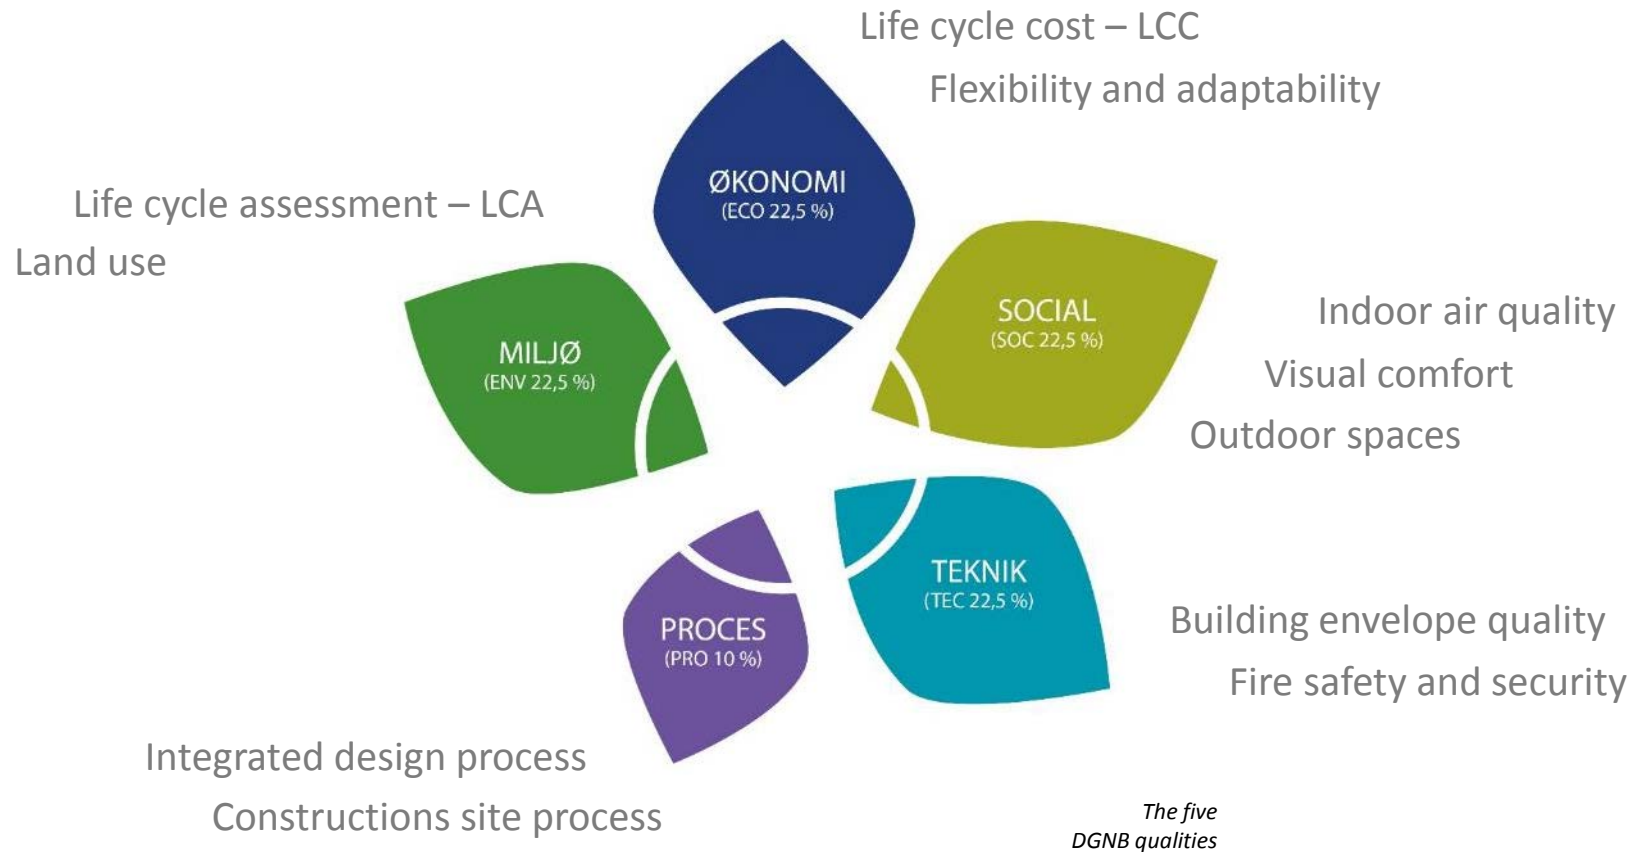 Life cycle cost – LCC
Flexibility and adaptability
ØKONOMI
(ECO 22,5 %)
Life cycle assessment – LCA
Land use
MILJØ
(ENV 22,5 %)
SOCIAL
(SOC 22,5 %)
Indoor air quality
Visual comfort
Outdoor spaces
TEKNIK
(TEC 22,5 %)
Building envelope quality
Fire safety and security
PROCES
(PRO 10 %)
Integrated design process
Constructions site process
The five
DGNB qualities